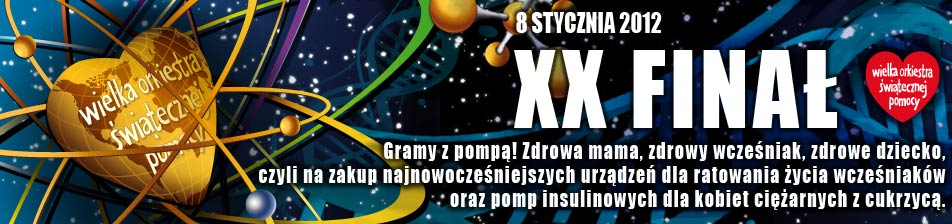 8 STYCZNIA 2012
XX FINAŁ
wielka orkiestra
świątecznej
pomocy
wielka orkiestra
świątecznej
pomocy
Gramy z pompą! Zdrowa mama, zdrowy wcześniak, zdrowe dziecko,
czyli na zakup najnowocześniejszych urządzeń dla ratowania życia wcześniaków
oraz pomp insulinowych dla kobiet ciężarnych z cukrzycą.